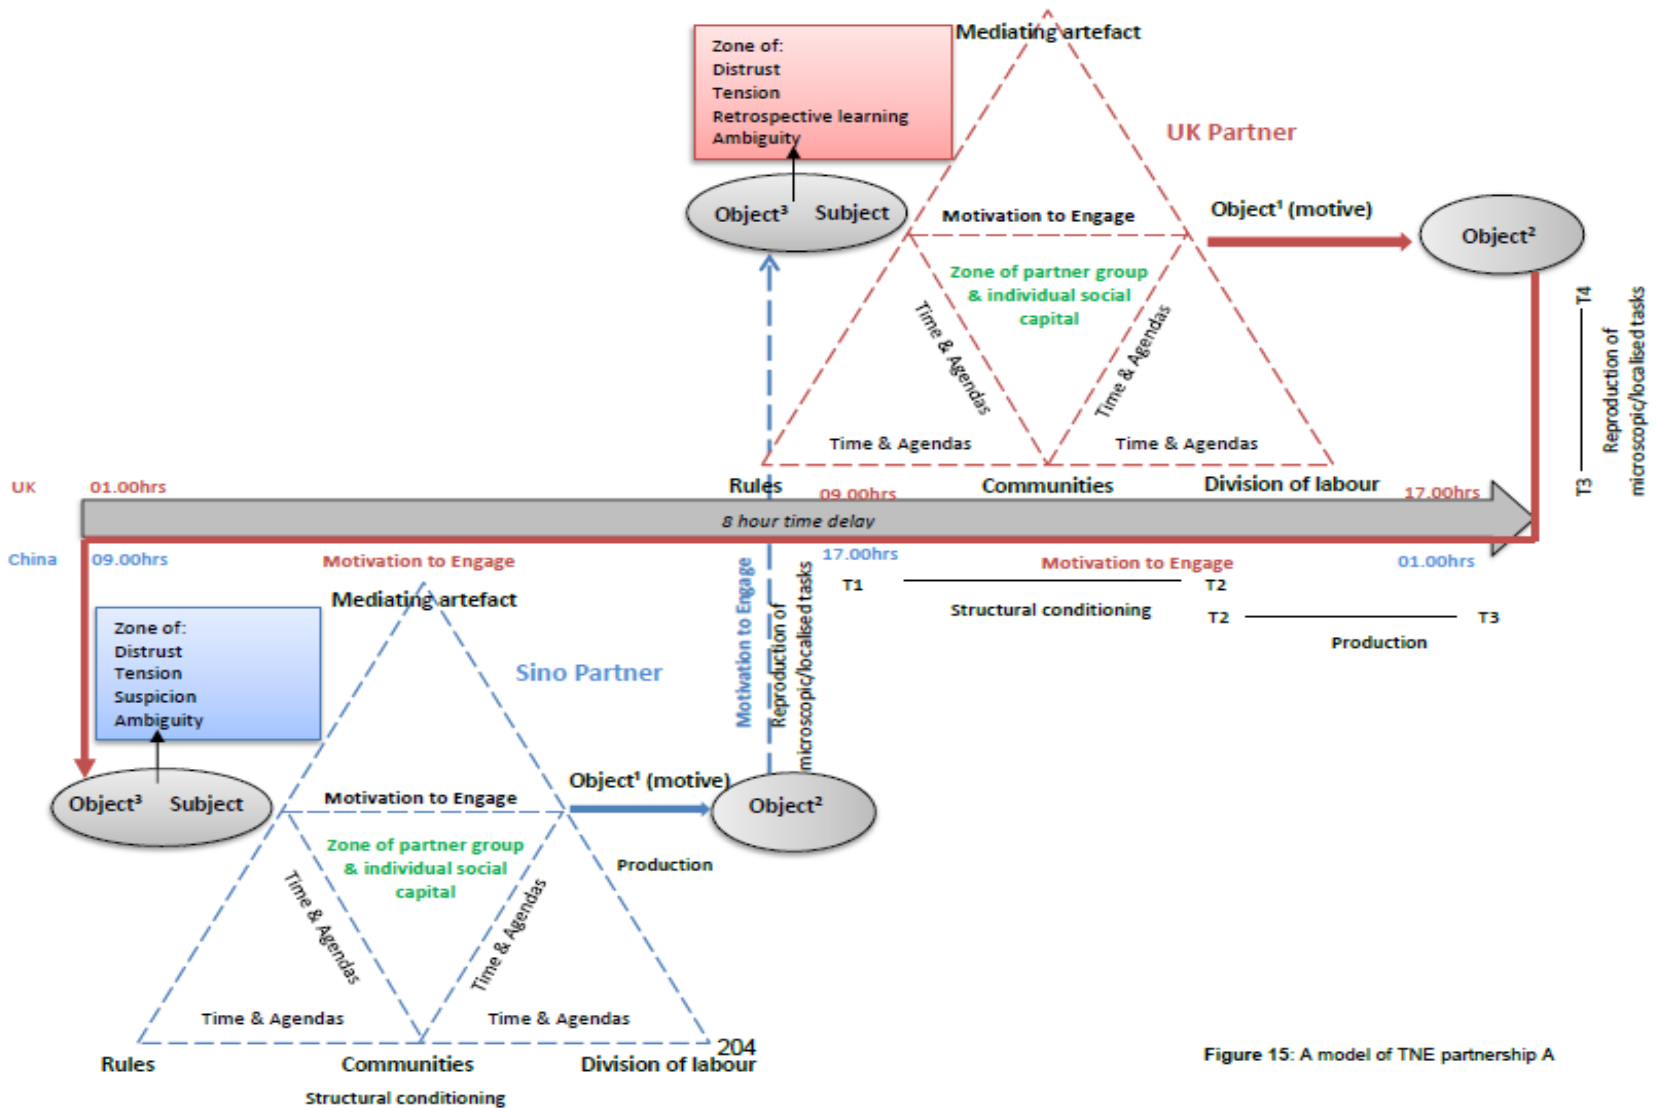 Mediating artefact
Zone of:
Distrust
Tension
Retrospective learning
Ambiguity
UK Partner
Object³ Subject
Motivation to Engage
Object¹ (motive)
Object²
Zone of partner group
& individual social
capital
Time & Agendas
Time & Agendas
Time & Agendas
Time & Agendas
T4
T3
Reproduction of
microscopic/localised tasks
Rules
Communities
Division of labour
UK
01.00hrs
09.00hrs
17.00hrs
8 hour time delay
China
09.00hrs
17.00hrs
01.00hrs
Motivation to Engage
Motivation to Engage
T1
T2
Structural conditioning
T2
T3
Production
Motivation to Engage
Reproduction of
microscopic/localised tasks
Mediating artefact
Zone of:
Distrust
Tension
Suspicion
Ambiguity
Sino Partner
Object³ Subject
Motivation to Engage
Object¹ (motive)
Object²
Zone of partner group
& individual social
capital
Production
Time & Agendas
Time & Agendas
Time & Agendas
Time & Agendas
204
Rules
Communities
Division of labour
Structural conditioning
Figure 15: A model of TNE partnership A